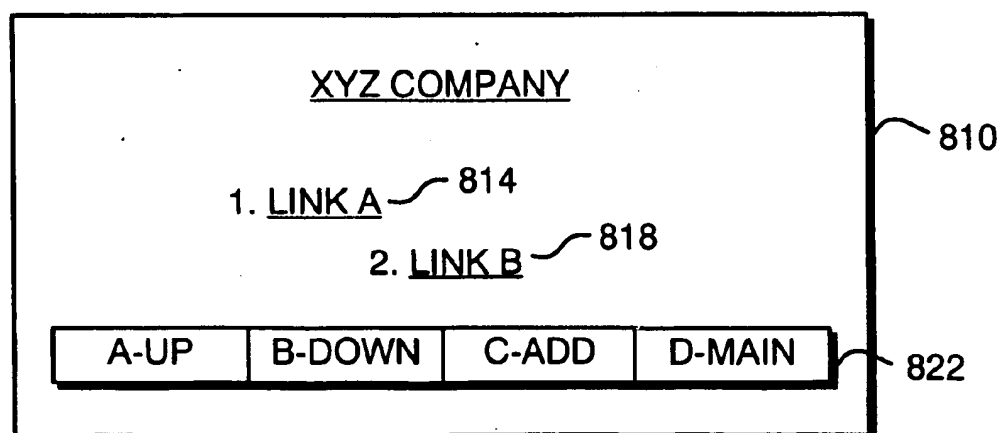 XYZ COMPANY
810
1. LINK A 814
2. LINK B 818
A-UP B-DOWN C-ADD D-MAIN 822